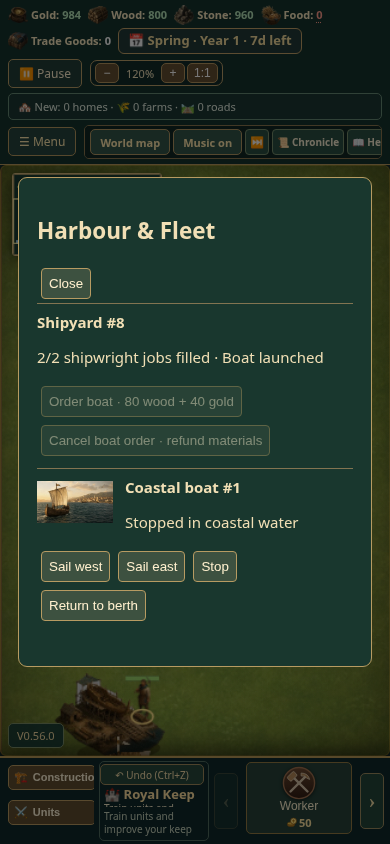 Gold: 984 Wood: 800 Stone: 960 Food: 0
Trade Goods: 0 Spring · Year 1 · 7d left
Pause − 120% + 1:1
New: 0 homes · 0 farms · 0 roads
☰ Menu World map Music on Chronicle He
Harbour & Fleet
Close
Shipyard #8
2/2 shipwright jobs filled · Boat launched
Order boat · 80 wood + 40 gold
Cancel boat order · refund materials
Coastal boat #1
Stopped in coastal water
Sail west Sail east Stop
Return to berth
V0.56.0
Constructio
Units
↶ Undo (Ctrl+Z)
Royal Keep
Train units and
improve your keep
‹
Worker
50
›